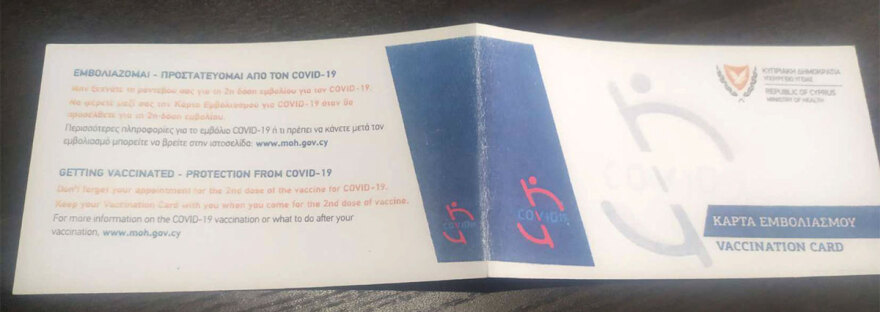 ΕΜΒΟΛΙΑΖΟΜΑΙ - ΠΡΟΣΤΑΤΕΥΟΜΑΙ ΑΠΟ ΤΟΝ COVID-19
Μην ξεχνάτε το ραντεβού σας για τη 2η δόση εμβολίου για τον COVID-19.
Να φέρετε μαζί σας την Κάρτα Εμβολιασμού για COVID-19 όταν θα
προσέλθετε για τη 2η δόση εμβολίου.
Περισσότερες πληροφορίες για το εμβόλιο COVID-19 ή τι πρέπει να κάνετε μετά τον
εμβολιασμό μπορείτε να βρείτε στην ιστοσελίδα: www.moh.gov.cy
GETTING VACCINATED - PROTECTION FROM COVID-19
Don't forget your appointment for the 2nd dose of the vaccine for COVID-19.
Keep your Vaccination Card with you when you come for the 2nd dose of vaccine.
For more information on the COVID-19 vaccination or what to do after your
vaccination, www.moh.gov.cy
COVID19
COVID19
ΚΥΠΡΙΑΚΗ ΔΗΜΟΚΡΑΤΙΑ
ΥΠΟΥΡΓΕΙΟ ΥΓΕΙΑΣ
REPUBLIC OF CYPRUS
MINISTRY OF HEALTH
COVID19
ΚΑΡΤΑ ΕΜΒΟΛΙΑΣΜΟΥ
VACCINATION CARD